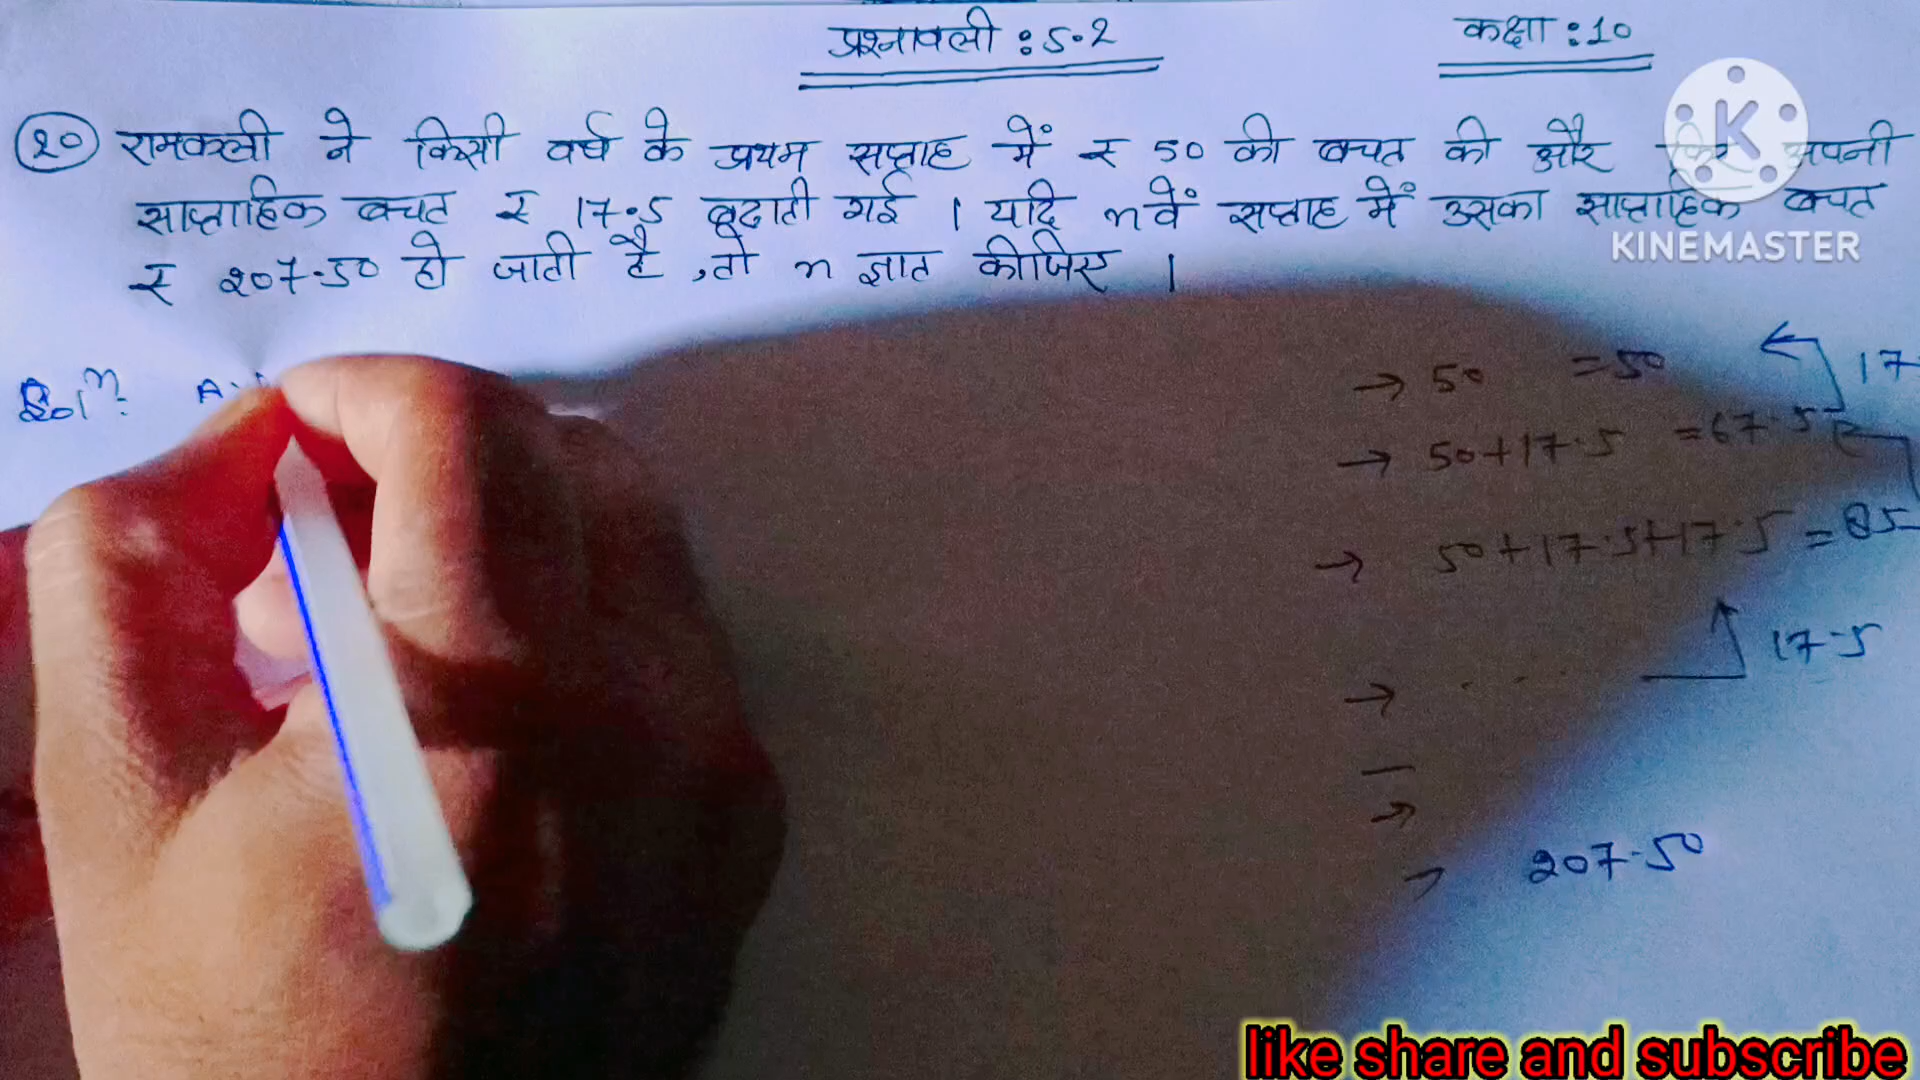 प्रश्नावली : 5.2
कक्षा : 10
20 रामकली ने किसी वर्ष के प्रथम सप्ताह में ₹ 50 की बचत की और अपनी
साप्ताहिक बचत ₹ 17.5 बढाती गई । यदि n वें सप्ताह में उसका साप्ताहिक बचत
₹ 207.50 हो जाती है , तो n ज्ञात कीजिए ।
KINEMASTER
Solⁿ: A.
→ 50 = 50
17
→ 50+17.5 = 67.5
→ 50+17.5+17.5 = 85
17.5
→ . . . .
—
→
→ 207.50
like share and subscribe